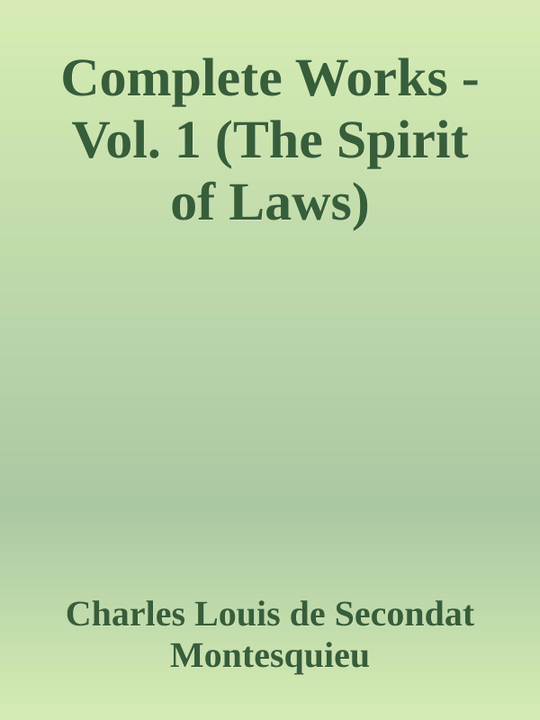 Complete Works -
Vol. 1 (The Spirit
of Laws)
Charles Louis de Secondat
Montesquieu